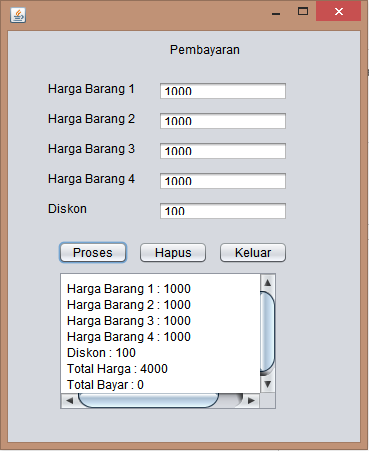 Pembayaran
Harga Barang 1 1000
Harga Barang 2 1000
Harga Barang 3 1000
Harga Barang 4 1000
Diskon 100
Proses Hapus Keluar
Harga Barang 1 : 1000
Harga Barang 2 : 1000
Harga Barang 3 : 1000
Harga Barang 4 : 1000
Diskon : 100
Total Harga : 4000
Total Bayar : 0